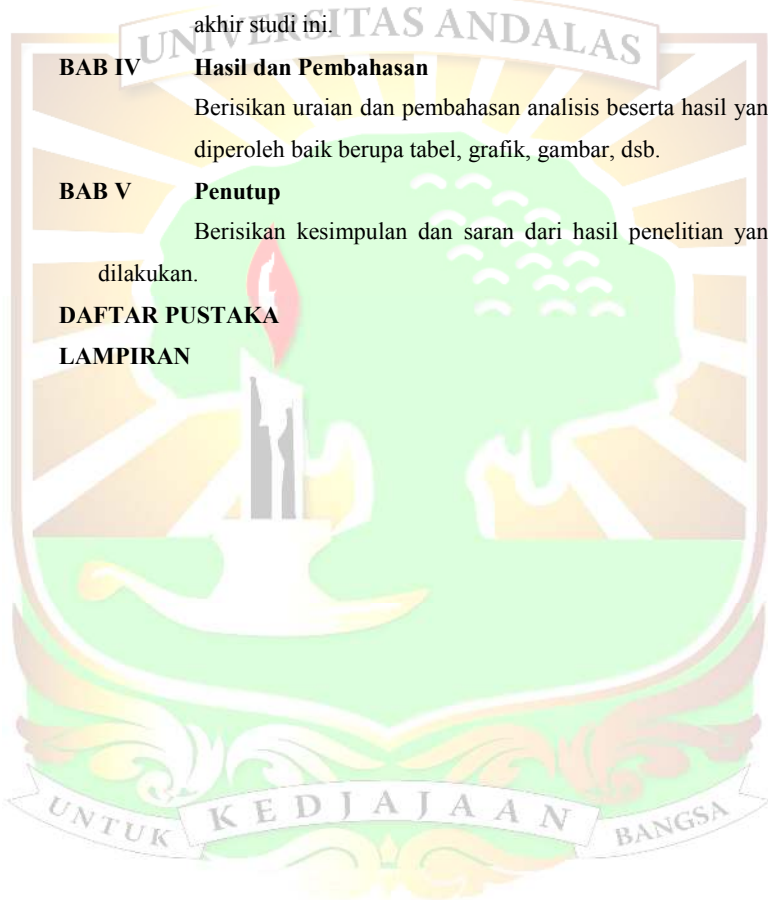 akhir studi ini.
UNIVERSITAS ANDALAS
BAB IV Hasil dan Pembahasan
Berisikan uraian dan pembahasan analisis beserta hasil yan
diperoleh baik berupa tabel, grafik, gambar, dsb.
BAB V Penutup
Berisikan kesimpulan dan saran dari hasil penelitian yan
dilakukan.
DAFTAR PUSTAKA
LAMPIRAN
UNTUK KEDJAJAAN BANGSA